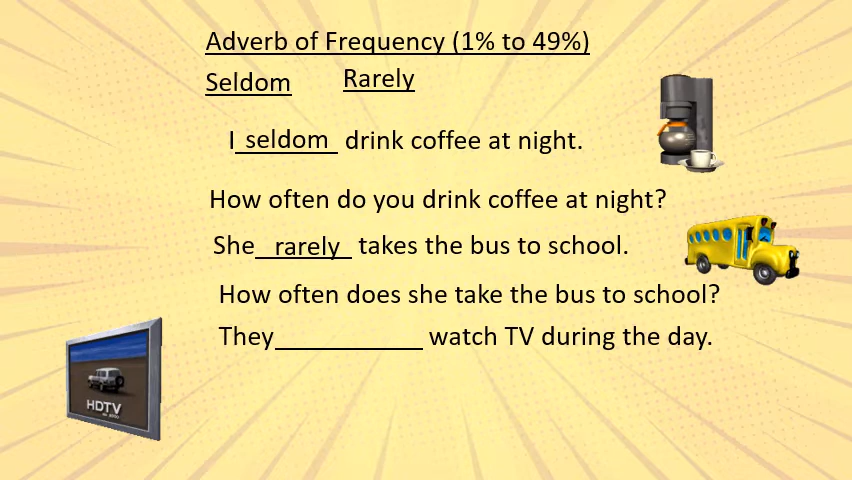 Adverb of Frequency (1% to 49%)
Seldom Rarely
I seldom drink coffee at night.
How often do you drink coffee at night?
She rarely takes the bus to school.
How often does she take the bus to school?
They___________ watch TV during the day.
HDTV